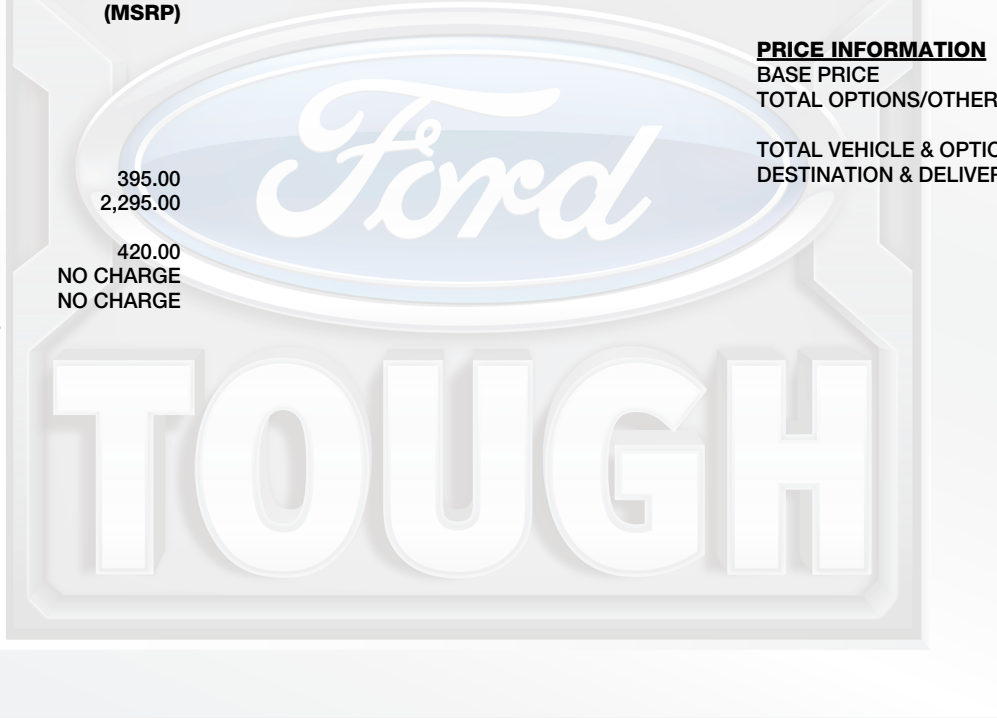 (MSRP)
395.00
2,295.00
420.00
NO CHARGE
NO CHARGE
PRICE INFORMATION
BASE PRICE
TOTAL OPTIONS/OTHER
TOTAL VEHICLE & OPTIO
DESTINATION & DELIVER
Ford
TOUGH